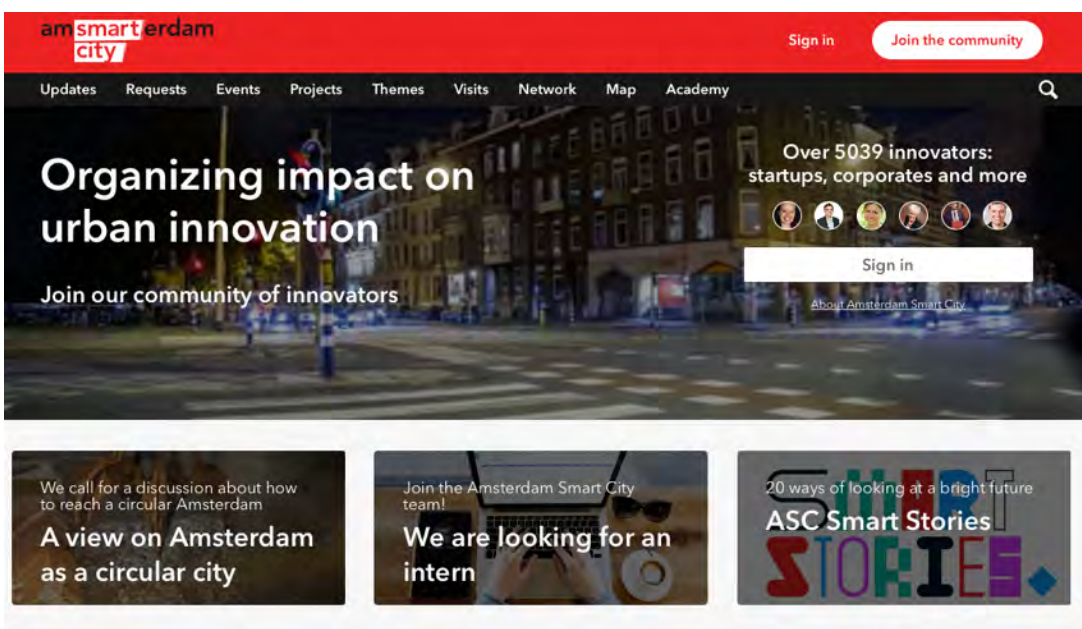 amsmarterdam
city
Sign in
Join the community
Updates Requests Events Projects Themes Visits Network Map Academy
Organizing impact on
urban innovation
Join our community of innovators
Over 5039 innovators:
startups, corporates and more
Sign in
About Amsterdam Smart City
We call for a discussion about how
to reach a circular Amsterdam
A view on Amsterdam
as a circular city
Join the Amsterdam Smart City
team!
We are looking for an
intern
SMART
STORIES
20 ways of looking at a bright future
ASC Smart Stories